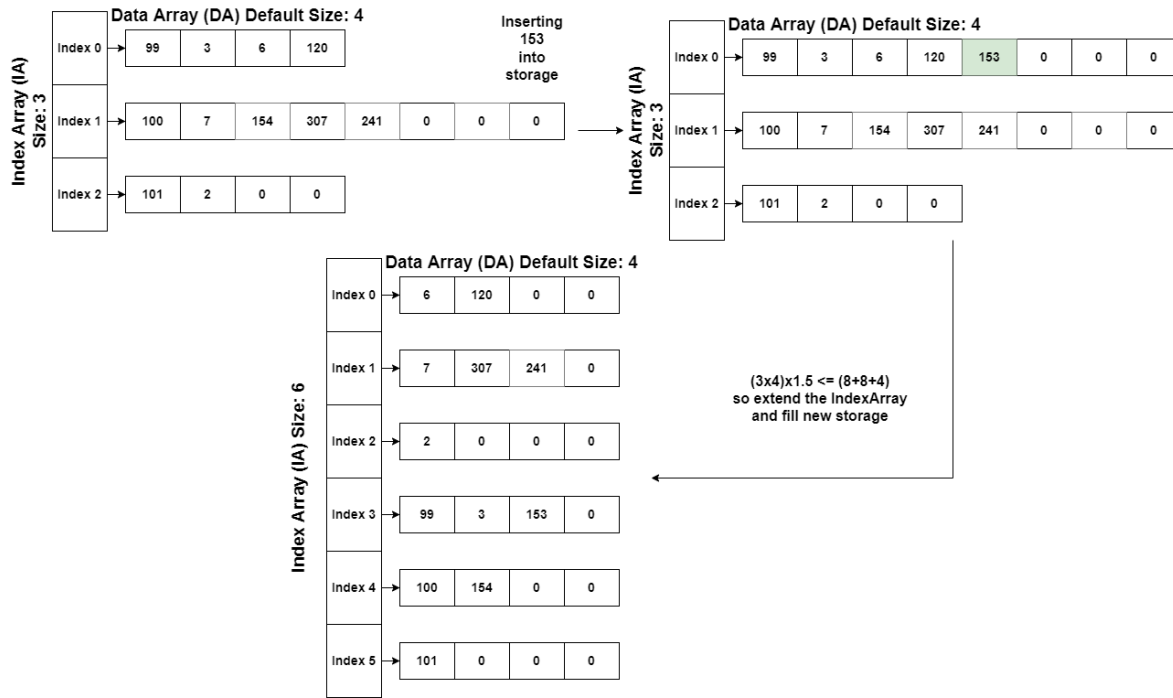 Data Array (DA) Default Size: 4
Index Array (IA)
Size: 3
Index 0 99 3 6 120
Index 1 100 7 154 307 241 0 0 0
Index 2 101 2 0 0
Inserting
153
into
storage
Data Array (DA) Default Size: 4
Index Array (IA)
Size: 3
Index 0 99 3 6 120 153 0 0 0
Index 1 100 7 154 307 241 0 0 0
Index 2 101 2 0 0
(3x4)x1.5 <= (8+8+4)
so extend the IndexArray
and fill new storage
Data Array (DA) Default Size: 4
Index Array (IA) Size: 6
Index 0 6 120 0 0
Index 1 7 307 241 0
Index 2 2 0 0 0
Index 3 99 3 153 0
Index 4 100 154 0 0
Index 5 101 0 0 0